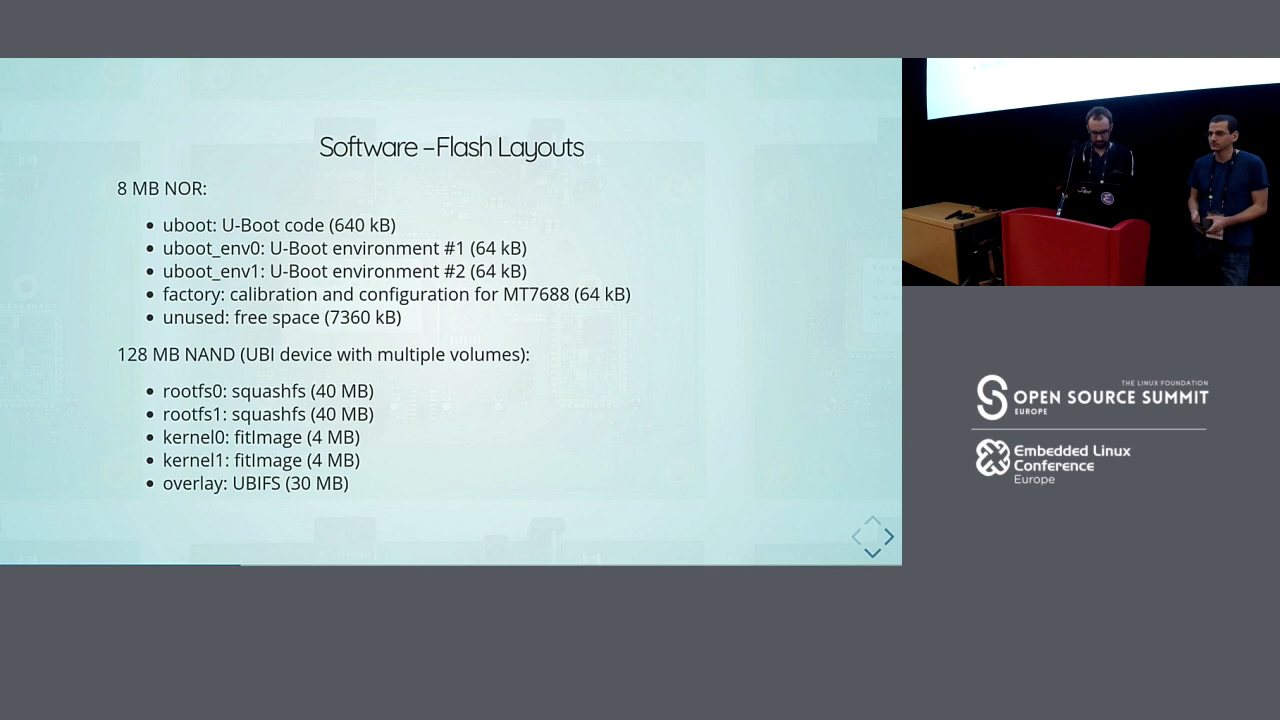 Software – Flash Layouts
8 MB NOR:
• uboot: U-Boot code (640 kB)
• uboot_env0: U-Boot environment #1 (64 kB)
• uboot_env1: U-Boot environment #2 (64 kB)
• factory: calibration and configuration for MT7688 (64 kB)
• unused: free space (7360 kB)
128 MB NAND (UBI device with multiple volumes):
• rootfs0: squashfs (40 MB)
• rootfs1: squashfs (40 MB)
• kernel0: fitImage (4 MB)
• kernel1: fitImage (4 MB)
• overlay: UBIFS (30 MB)
THE LINUX FOUNDATION
OPEN SOURCE SUMMIT
EUROPE
Embedded Linux
Conference
Europe